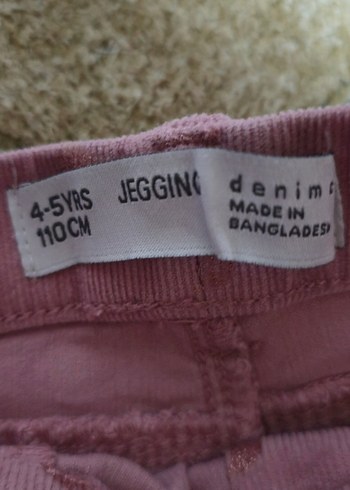 4-5YRS
110CM
JEGGING
denim
MADE IN
BANGLADESH